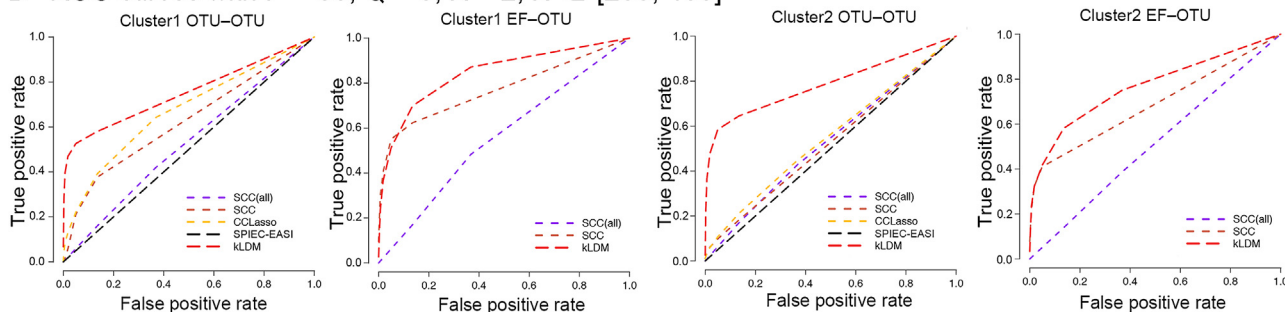 Cluster1 OTU–OTU
True positive rate
1.0
0.8
0.6
0.4
0.2
0.0
SCC(all)
SCC
CCLasso
SPIEC-EASI
kLDM
0.0 0.2 0.4 0.6 0.8 1.0
False positive rate
Cluster1 EF–OTU
True positive rate
1.0
0.8
0.6
0.4
0.2
0.0
SCC(all)
SCC
kLDM
0.0 0.2 0.4 0.6 0.8 1.0
False positive rate
Cluster2 OTU–OTU
True positive rate
1.0
0.8
0.6
0.4
0.2
0.0
SCC(all)
SCC
CCLasso
SPIEC-EASI
kLDM
0.0 0.2 0.4 0.6 0.8 1.0
False positive rate
Cluster2 EF–OTU
True positive rate
1.0
0.8
0.6
0.4
0.2
0.0
SCC(all)
SCC
kLDM
0.0 0.2 0.4 0.6 0.8 1.0
False positive rate